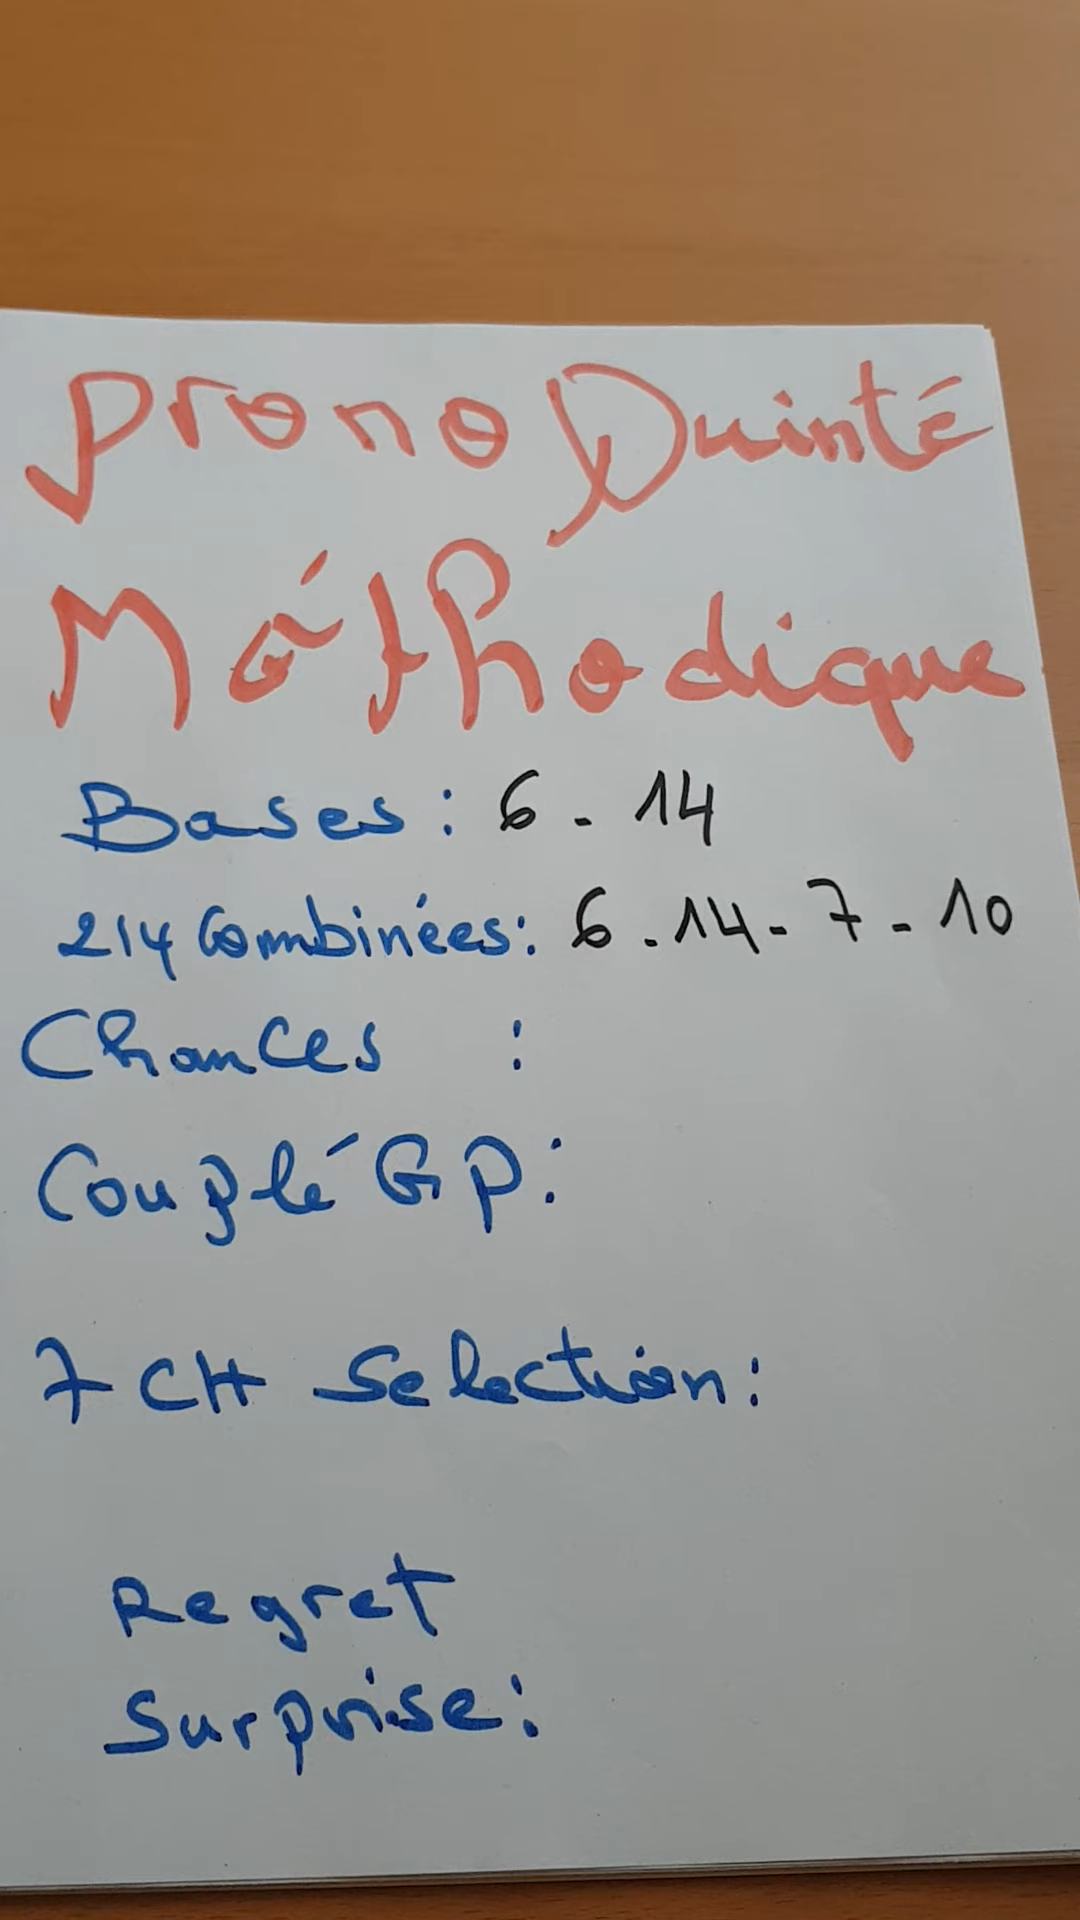 Prono Quinté
Méthodique
Bases: 6 - 14
2/4 Combinées: 6 - 14 - 7 - 10
Chances :
Couplé GP:
7 CH Selection:
Regret
Surprise: